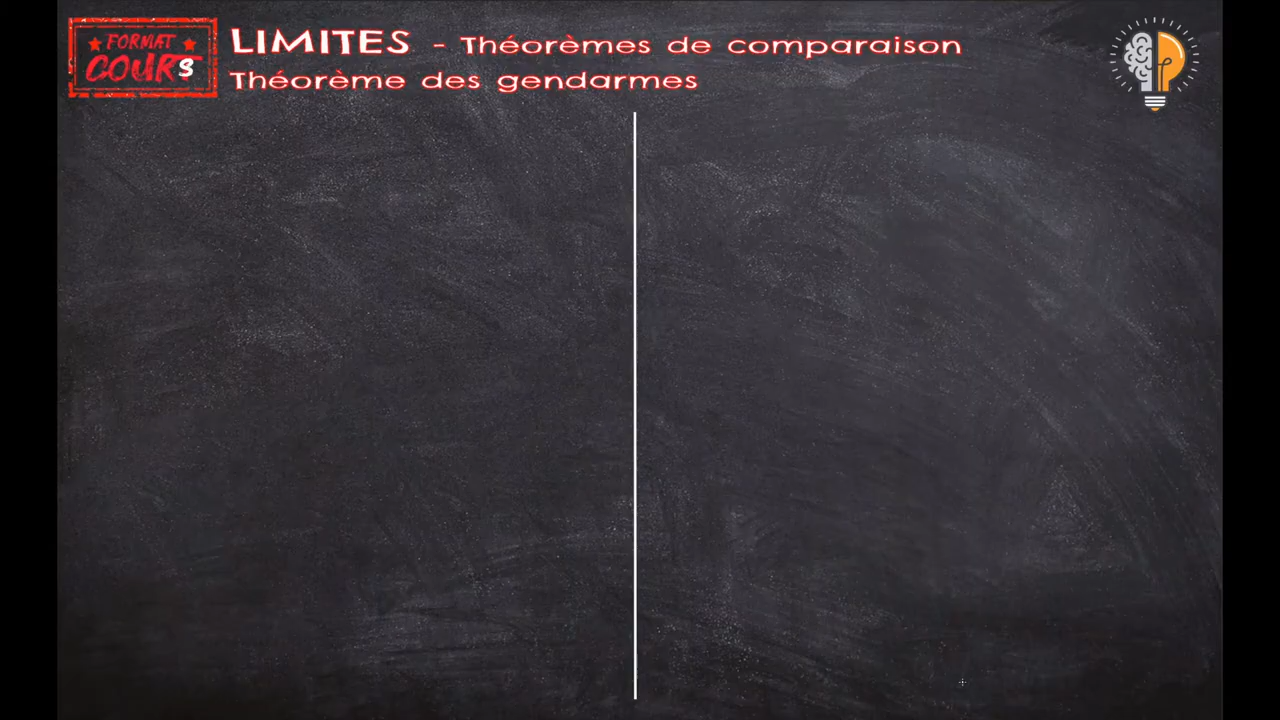 FORMAT
COURs
LIMITES - Théorèmes de comparaison
Théorème des gendarmes